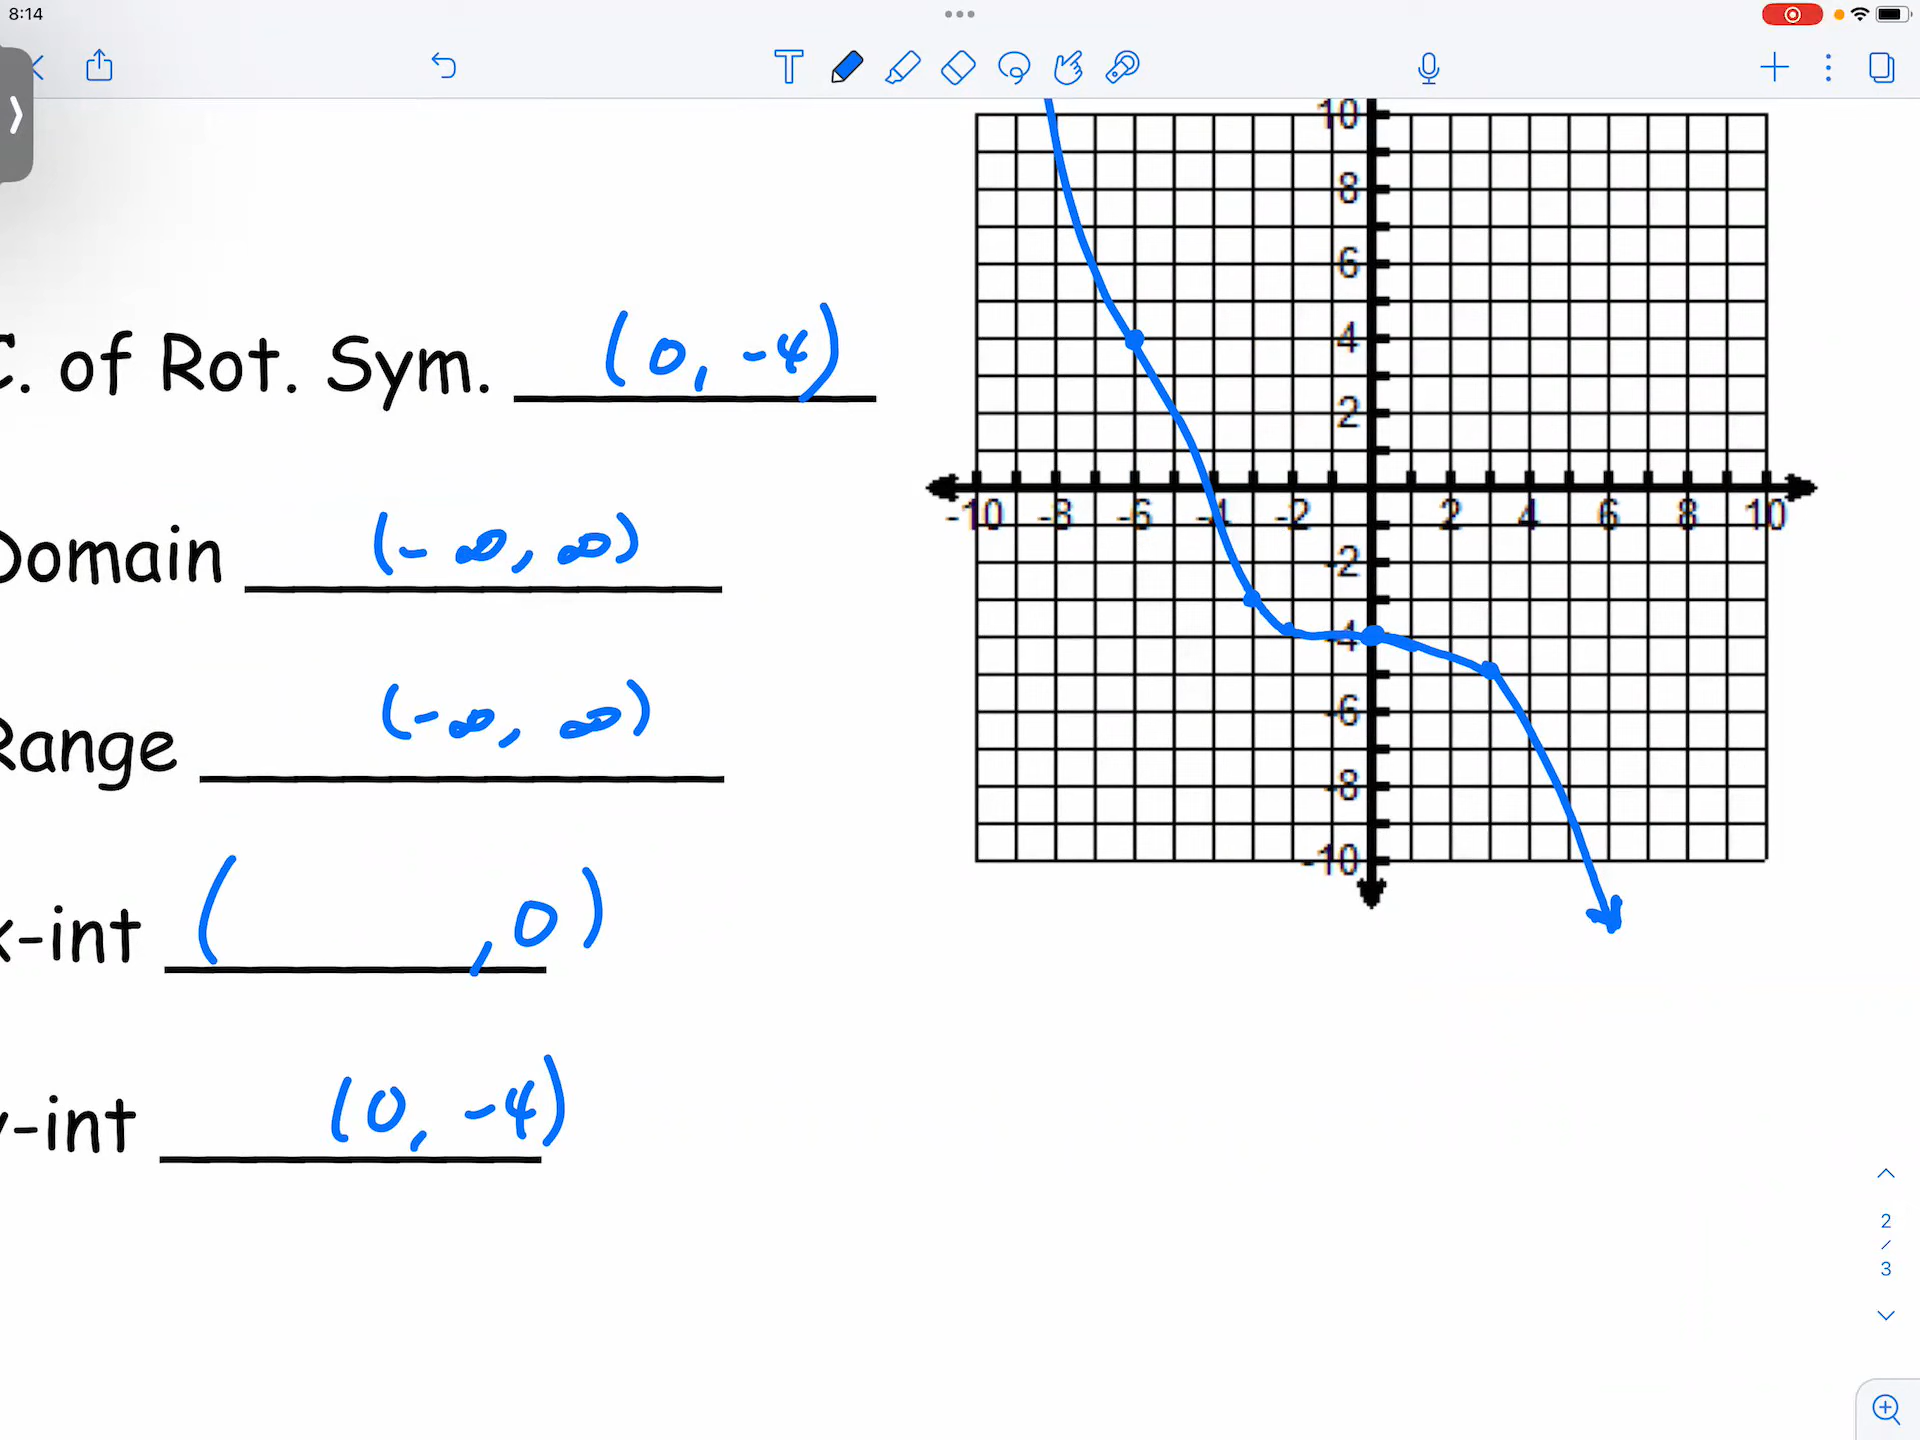 8:14
10
8
6
C. of Rot. Sym. (0, -4)
4
2
-10 -8 -6 -4 -2 2 4 6 8 10
Domain (-∞, ∞)
-2
-4
Range (-∞, ∞)
-6
-8
-10
x-int ( , 0)
y-int (0, -4)
2
/
3